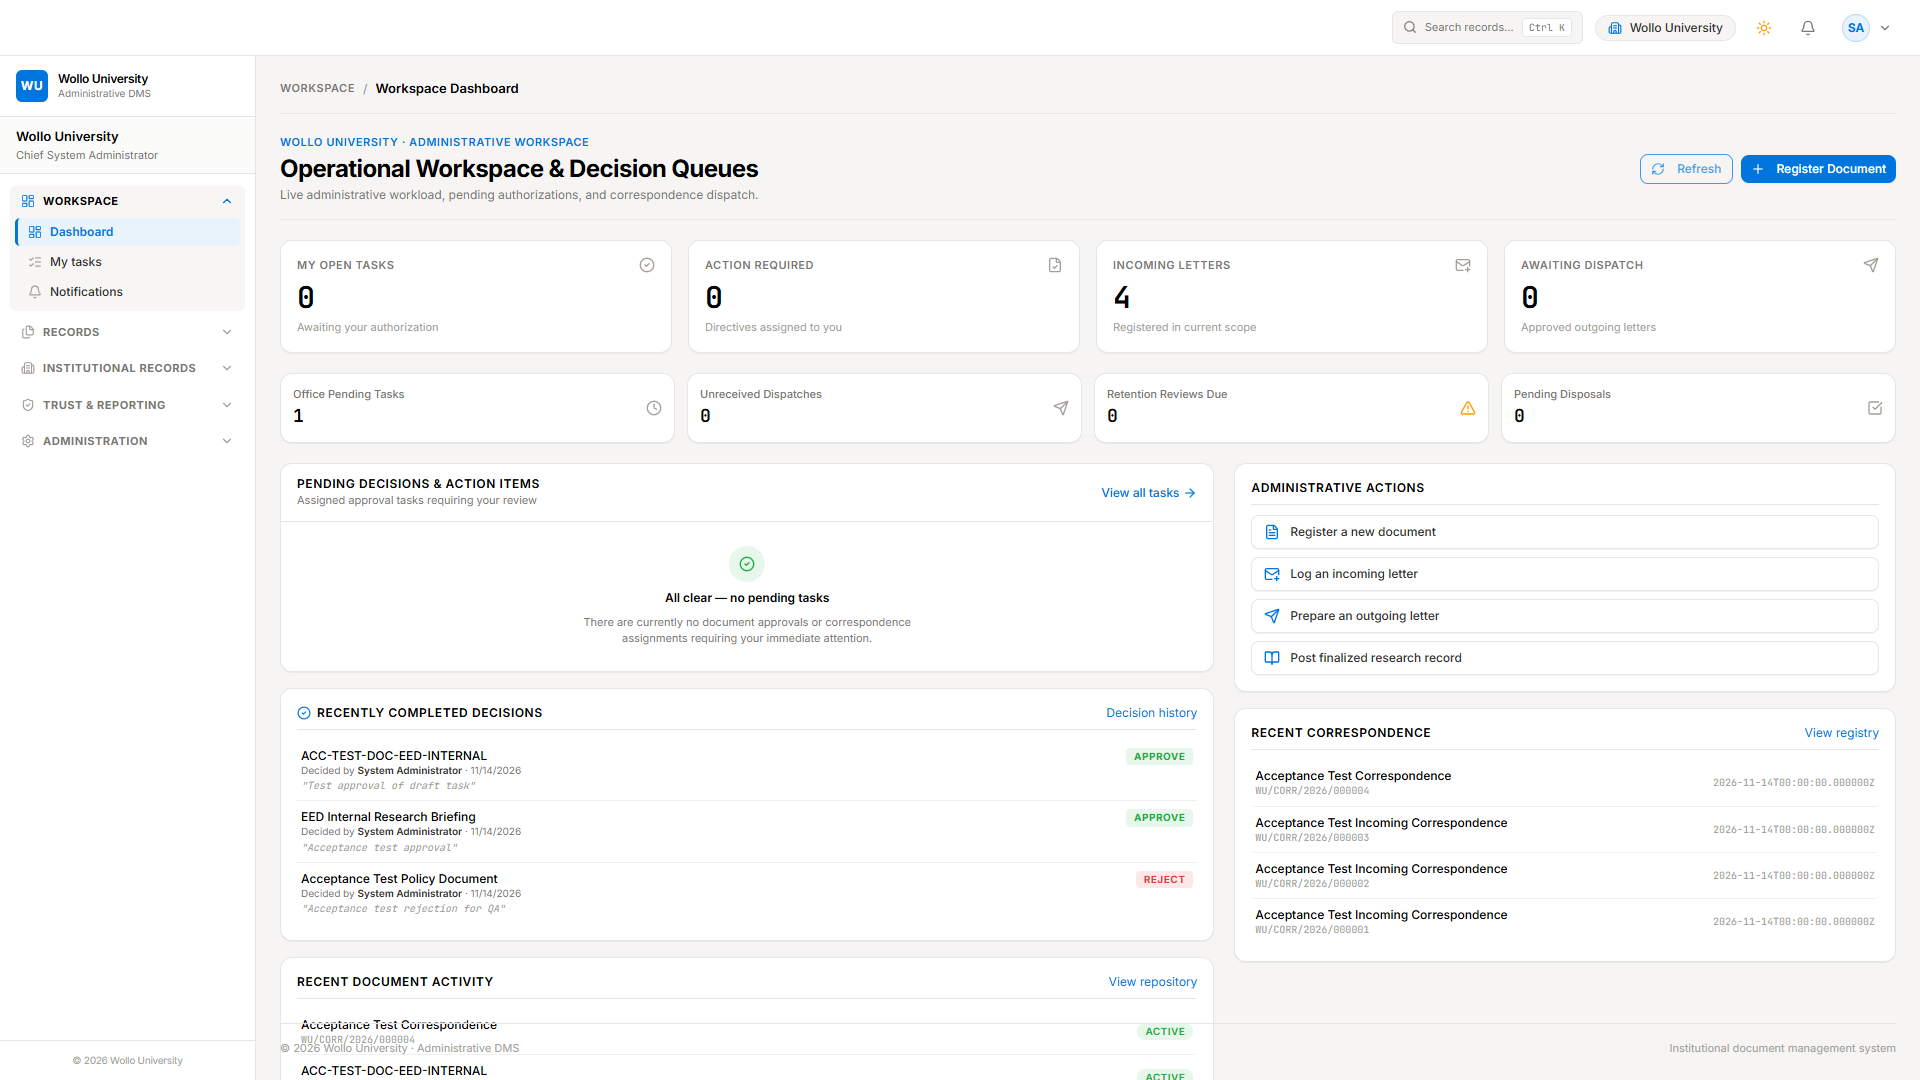 Search records... Ctrl K
Wollo University
SA
WU
Wollo University
Administrative DMS
Wollo University
Chief System Administrator
WORKSPACE
Dashboard
My tasks
Notifications
RECORDS
INSTITUTIONAL RECORDS
TRUST & REPORTING
ADMINISTRATION
© 2026 Wollo University
WORKSPACE / Workspace Dashboard
WOLLO UNIVERSITY · ADMINISTRATIVE WORKSPACE
Operational Workspace & Decision Queues
Live administrative workload, pending authorizations, and correspondence dispatch.
Refresh
Register Document
MY OPEN TASKS
0
Awaiting your authorization
ACTION REQUIRED
0
Directives assigned to you
INCOMING LETTERS
4
Registered in current scope
AWAITING DISPATCH
0
Approved outgoing letters
Office Pending Tasks
1
Unreceived Dispatches
0
Retention Reviews Due
0
Pending Disposals
0
PENDING DECISIONS & ACTION ITEMS
Assigned approval tasks requiring your review
View all tasks
All clear — no pending tasks
There are currently no document approvals or correspondence
assignments requiring your immediate attention.
RECENTLY COMPLETED DECISIONS
Decision history
ACC-TEST-DOC-EED-INTERNAL
Decided by System Administrator · 11/14/2026
"Test approval of draft task"
APPROVE
EED Internal Research Briefing
Decided by System Administrator · 11/14/2026
"Acceptance test approval"
APPROVE
Acceptance Test Policy Document
Decided by System Administrator · 11/14/2026
"Acceptance test rejection for QA"
REJECT
RECENT DOCUMENT ACTIVITY
View repository
Acceptance Test Correspondence
WU/CORR/2026/000004
ACTIVE
© 2026 Wollo University · Administrative DMS
ACC-TEST-DOC-EED-INTERNAL
ACTIVE
ADMINISTRATIVE ACTIONS
Register a new document
Log an incoming letter
Prepare an outgoing letter
Post finalized research record
RECENT CORRESPONDENCE
View registry
Acceptance Test Correspondence
WU/CORR/2026/000004
2026-11-14T00:00:00.000000Z
Acceptance Test Incoming Correspondence
WU/CORR/2026/000003
2026-11-14T00:00:00.000000Z
Acceptance Test Incoming Correspondence
WU/CORR/2026/000002
2026-11-14T00:00:00.000000Z
Acceptance Test Incoming Correspondence
WU/CORR/2026/000001
2026-11-14T00:00:00.000000Z
Institutional document management system